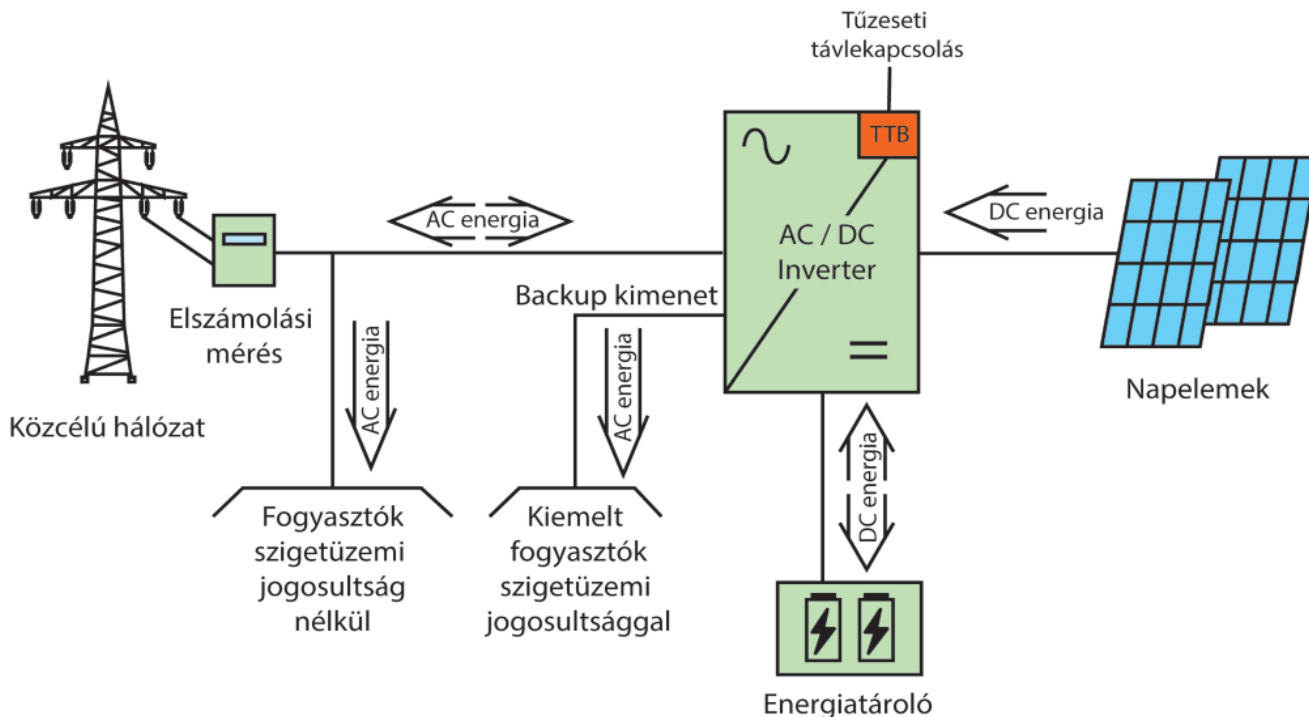 Tűzeseti
távlekapcsolás
TTB
AC energia
DC energia
AC / DC
Inverter
Elszámolási
mérés
Backup kimenet
Közcélú hálózat
AC energia
AC energia
DC energia
Napelemek
Fogyasztók
szigetüzemi
jogosultság
nélkül
Kiemelt
fogyasztók
szigetüzemi
jogosultsággal
Energiatároló